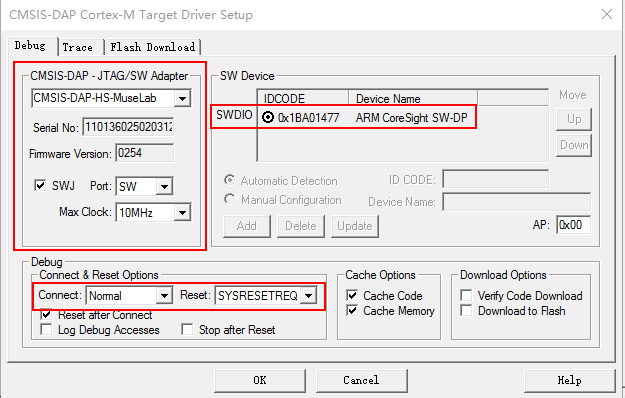 CMSIS-DAP Cortex-M Target Driver Setup
Debug Trace Flash Download
CMSIS-DAP - JTAG/SW Adapter
CMSIS-DAP-HS-MuseLab
Serial No: 110136025020312
Firmware Version: 0254
SWJ Port: SW
Max Clock: 10MHz
SW Device
IDCODE Device Name Move
SWDIO 0x1BA01477 ARM CoreSight SW-DP Up
Down
Automatic Detection ID CODE:
Manual Configuration Device Name:
Add Delete Update AP: 0x00
Debug
Connect & Reset Options
Connect: Normal Reset: SYSRESETREQ
Reset after Connect
Log Debug Accesses Stop after Reset
Cache Options
Cache Code
Cache Memory
Download Options
Verify Code Download
Download to Flash
OK Cancel Help